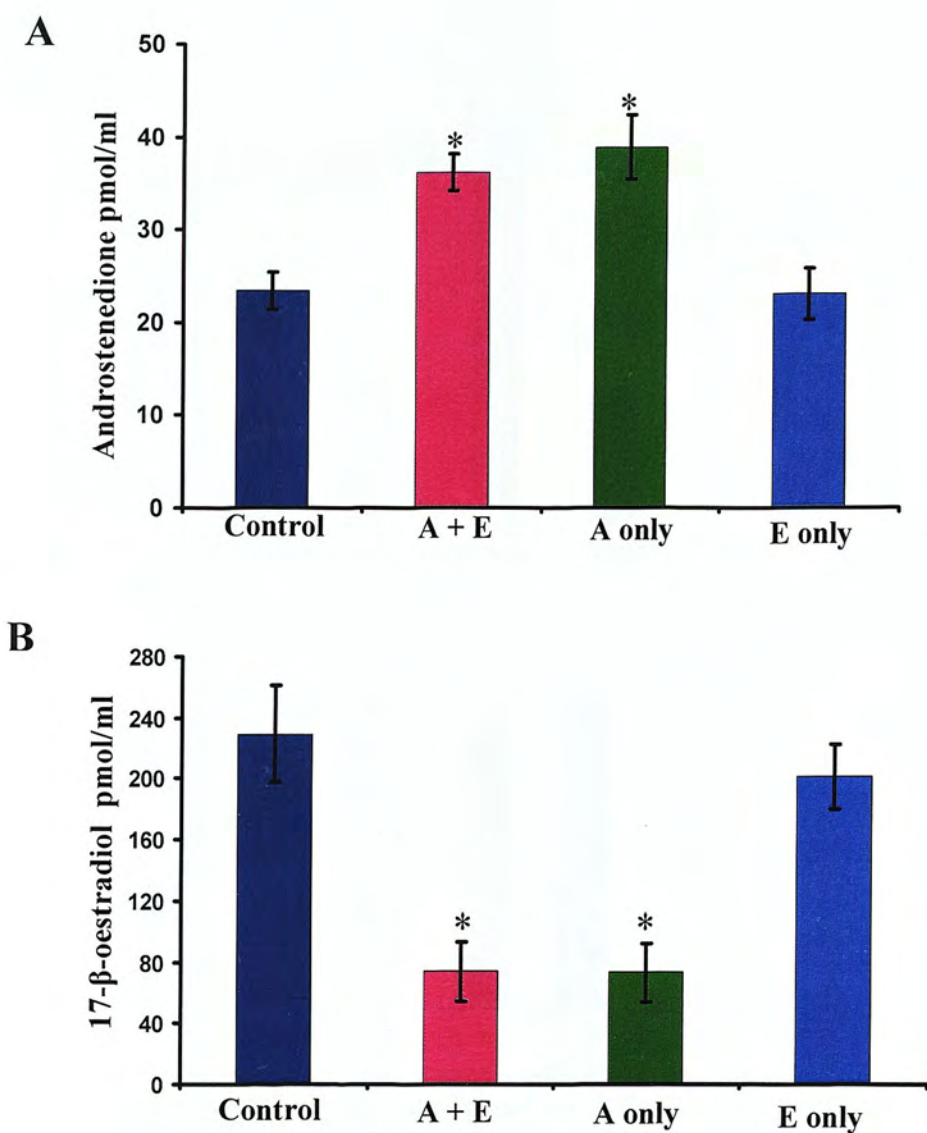 A
Androstenedione pmol/ml
50
40
30
20
10
0
*
*
Control
A + E
A only
E only
B
17-β-oestradiol pmol/ml
280
240
200
160
120
80
40
0
*
*
Control
A + E
A only
E only